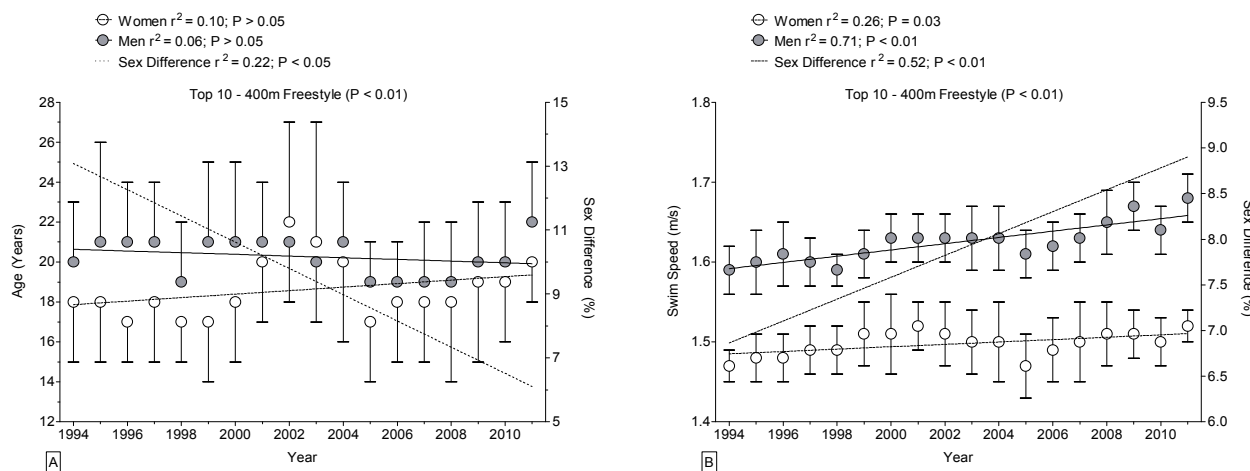 Women r² = 0.10; P > 0.05
Men r² = 0.06; P > 0.05
Sex Difference r² = 0.22; P < 0.05
Top 10 - 400m Freestyle (P < 0.01)
28
26
24
22
20
18
16
14
12
Age (Years)
15
13
11
9
7
5
Sex Difference (%)
1994 1996 1998 2000 2002 2004 2006 2008 2010
Year
A
Women r² = 0.26; P = 0.03
Men r² = 0.71; P < 0.01
Sex Difference r² = 0.52; P < 0.01
Top 10 - 400m Freestyle (P < 0.01)
1.8
1.7
1.6
1.5
1.4
Swim Speed (m/s)
9.5
9.0
8.5
8.0
7.5
7.0
6.5
6.0
Sex Difference (%)
1994 1996 1998 2000 2002 2004 2006 2008 2010
Year
B